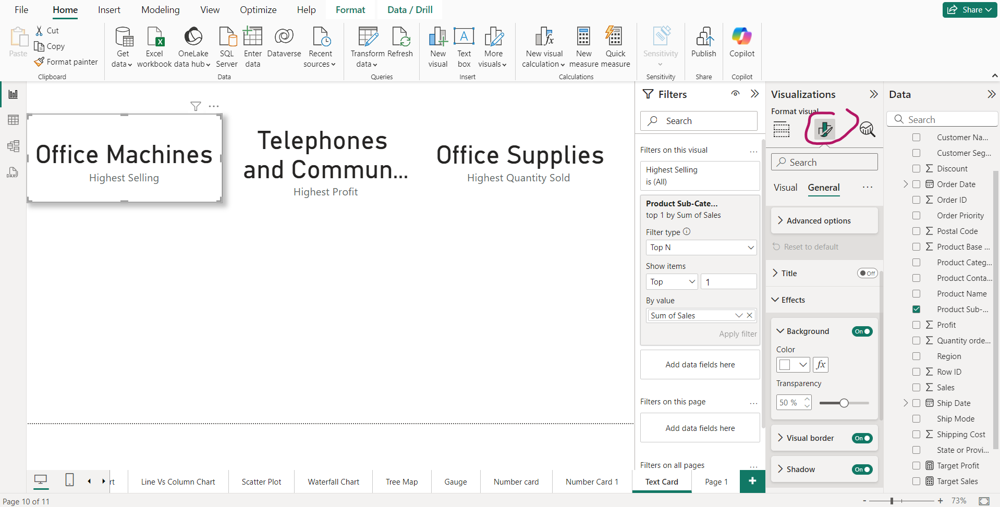 File Home Insert Modeling View Optimize Help Format Data / Drill Share
Paste
Cut
Copy
Format painter
Clipboard
Get data
Excel workbook
OneLake data hub
SQL Server
Enter data
Dataverse
Recent sources
Data
Transform data
Refresh
Queries
New visual
Text box
More visuals
Insert
New visual calculation
New measure
Quick measure
Calculations
Sensitivity
Sensitivity
Publish
Share
Copilot
Copilot
Office Machines
Highest Selling
Telephones
and Commun...
Highest Profit
Office Supplies
Highest Quantity Sold
Filters
Search
Filters on this visual ...
Highest Selling
is (All)
Product Sub-Cate...
top 1 by Sum of Sales
Filter type
Top N
Show items
Top 1
By value
Sum of Sales
Apply filter
Add data fields here
Filters on this page ...
Add data fields here
Filters on all pages ...
Visualizations
Format visual
Search
Visual General ...
Advanced options
Reset to default
Title Off
Effects
Background On
Color
fx
Transparency
50 %
Visual border On
Shadow On
Data
Search
Customer Na...
Customer Seg...
Discount
Order Date
Order ID
Order Priority
Postal Code
Product Base ...
Product Categ...
Product Conta...
Product Name
Product Sub-...
Profit
Quantity orde...
Region
Row ID
Sales
Ship Date
Ship Mode
Shipping Cost
State or Provi...
Target Profit
Target Sales
DAX
rt Line Vs Column Chart Scatter Plot Waterfall Chart Tree Map Gauge Number card Number Card 1 Text Card Page 1 +
Page 10 of 11
- + 73%